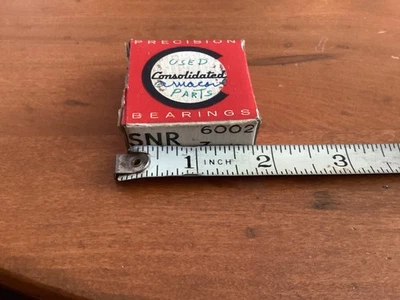 PRECISION
USED
Consolidated
PARTS
BEARINGS
SNR 6002
1 INCH 2 3